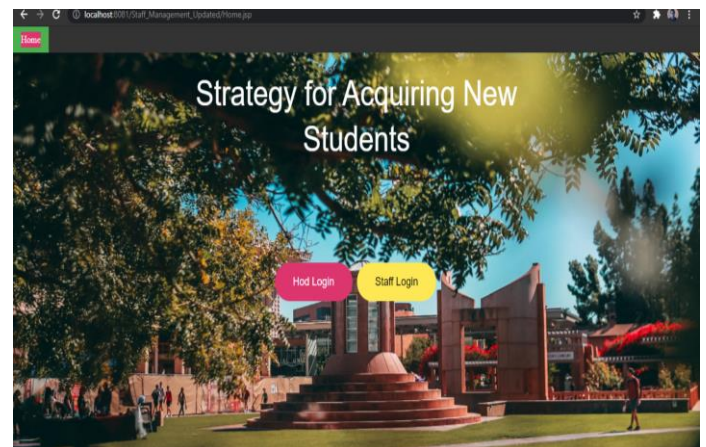 localhost:8081/Staff_Management_Updated/Home.jsp
Home
Strategy for Acquiring New
Students
Hod Login
Staff Login